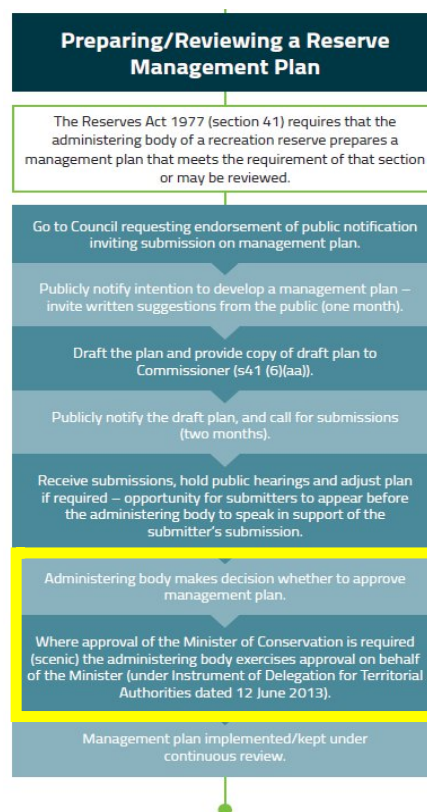 Preparing/Reviewing a Reserve
Management Plan
The Reserves Act 1977 (section 41) requires that the
administering body of a recreation reserve prepares a
management plan that meets the requirement of that section
or may be reviewed.
Go to Council requesting endorsement of public notification
inviting submission on management plan.
Publicly notify intention to develop a management plan –
invite written suggestions from the public (one month).
Draft the plan and provide copy of draft plan to
Commissioner (s41 (6)(aa)).
Publicly notify the draft plan, and call for submissions
(two months).
Receive submissions, hold public hearings and adjust plan
if required – opportunity for submitters to appear before
the administering body to speak in support of the
submitter's submission.
Administering body makes decision whether to approve
management plan.
Where approval of the Minister of Conservation is required
(scenic) the administering body exercises approval on behalf
of the Minister (under Instrument of Delegation for Territorial
Authorities dated 12 June 2013).
Management plan implemented/kept under
continuous review.